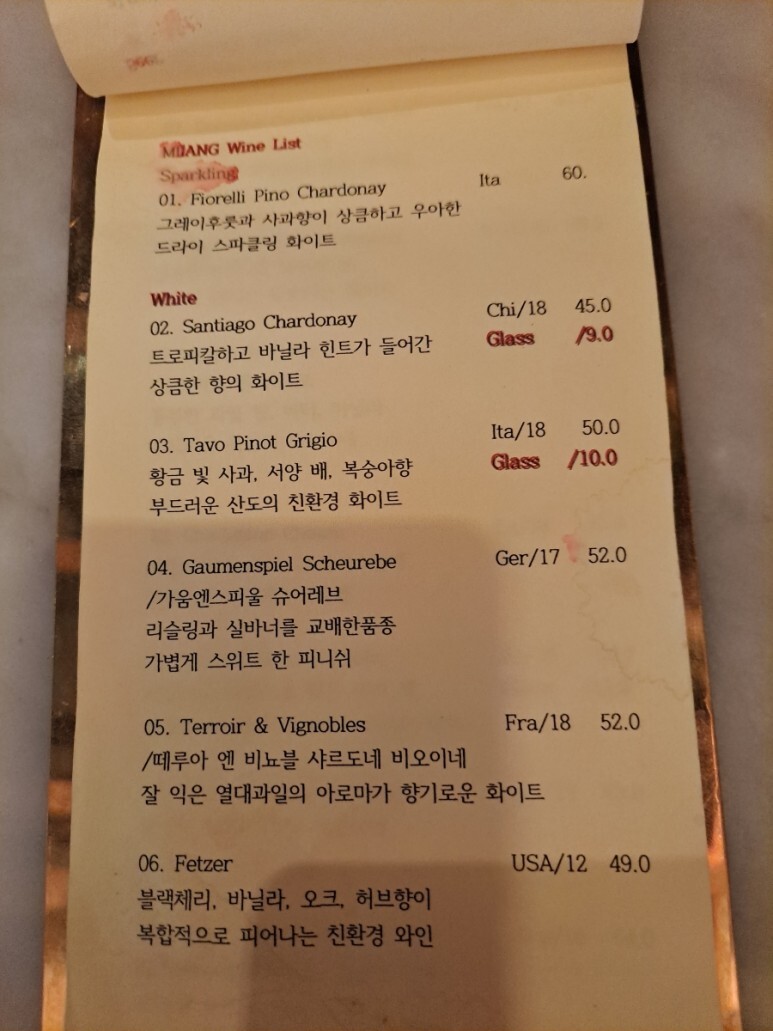 MUANG Wine List
Sparkling
01. Fiorelli Pino Chardonay Ita 60.
그레이후룻과 사과향이 상큼하고 우아한
드라이 스파클링 화이트
White
02. Santiago Chardonay Chi/18 45.0
트로피칼하고 바닐라 힌트가 들어간 Glass /9.0
상큼한 향의 화이트
03. Tavo Pinot Grigio Ita/18 50.0
황금 빛 사과, 서양 배, 복숭아향 Glass /10.0
부드러운 산도의 친환경 화이트
04. Gaumenspiel Scheurebe Ger/17 52.0
/가움엔스피울 슈어레브
리슬링과 실바너를 교배한품종
가볍게 스위트 한 피니쉬
05. Terroir & Vignobles Fra/18 52.0
/떼루아 엔 비뇨블 샤르도네 비오이네
잘 익은 열대과일의 아로마가 향기로운 화이트
06. Fetzer USA/12 49.0
블랙체리, 바닐라, 오크, 허브향이
복합적으로 피어나는 친환경 와인